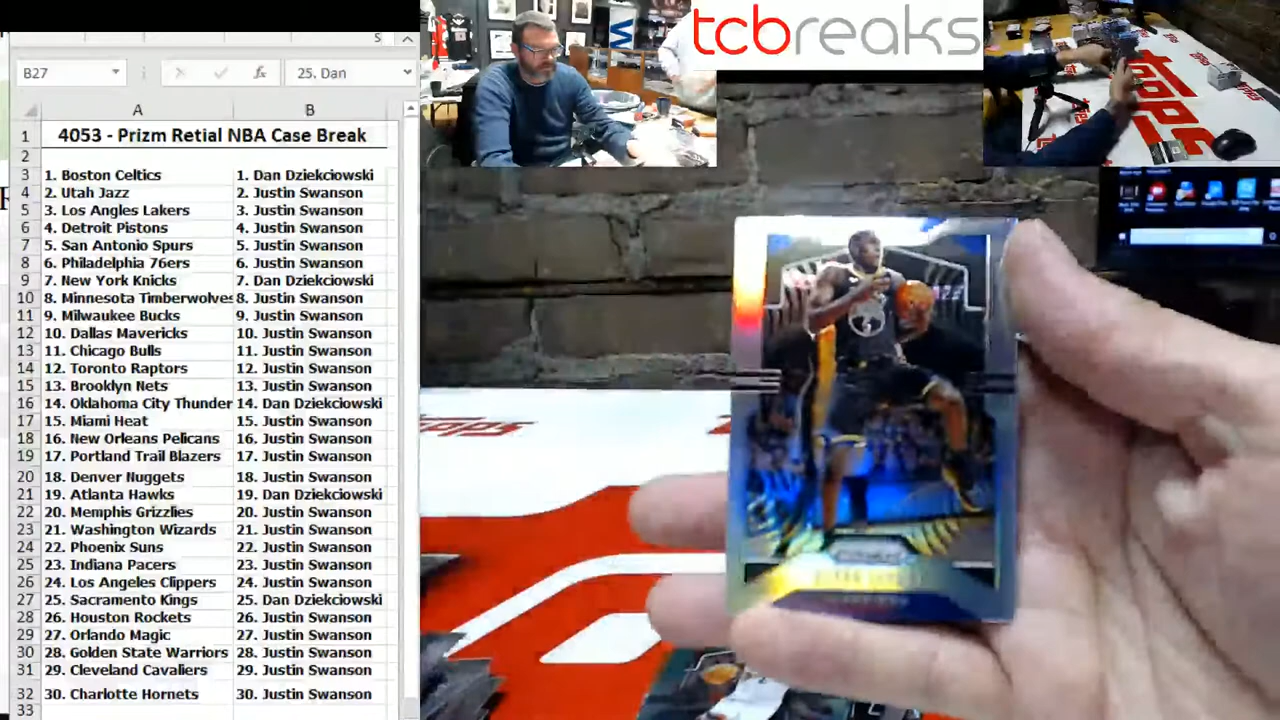 B27
25. Dan
A
B
1 4053 - Prizm Retial NBA Case Break
2
3 1. Boston Celtics 1. Dan Dziekciowski
4 2. Utah Jazz 2. Justin Swanson
5 3. Los Angles Lakers 3. Justin Swanson
6 4. Detroit Pistons 4. Justin Swanson
7 5. San Antonio Spurs 5. Justin Swanson
8 6. Philadelphia 76ers 6. Justin Swanson
9 7. New York Knicks 7. Dan Dziekciowski
10 8. Minnesota Timberwolves 8. Justin Swanson
11 9. Milwaukee Bucks 9. Justin Swanson
12 10. Dallas Mavericks 10. Justin Swanson
13 11. Chicago Bulls 11. Justin Swanson
14 12. Toronto Raptors 12. Justin Swanson
15 13. Brooklyn Nets 13. Justin Swanson
16 14. Oklahoma City Thunder 14. Dan Dziekciowski
17 15. Miami Heat 15. Justin Swanson
18 16. New Orleans Pelicans 16. Justin Swanson
19 17. Portland Trail Blazers 17. Justin Swanson
20 18. Denver Nuggets 18. Justin Swanson
21 19. Atlanta Hawks 19. Dan Dziekciowski
22 20. Memphis Grizzlies 20. Justin Swanson
23 21. Washington Wizards 21. Justin Swanson
24 22. Phoenix Suns 22. Justin Swanson
25 23. Indiana Pacers 23. Justin Swanson
26 24. Los Angeles Clippers 24. Justin Swanson
27 25. Sacramento Kings 25. Dan Dziekciowski
28 26. Houston Rockets 26. Justin Swanson
29 27. Orlando Magic 27. Justin Swanson
30 28. Golden State Warriors 28. Justin Swanson
31 29. Cleveland Cavaliers 29. Justin Swanson
32 30. Charlotte Hornets 30. Justin Swanson
33
tcbreaks
W
topps